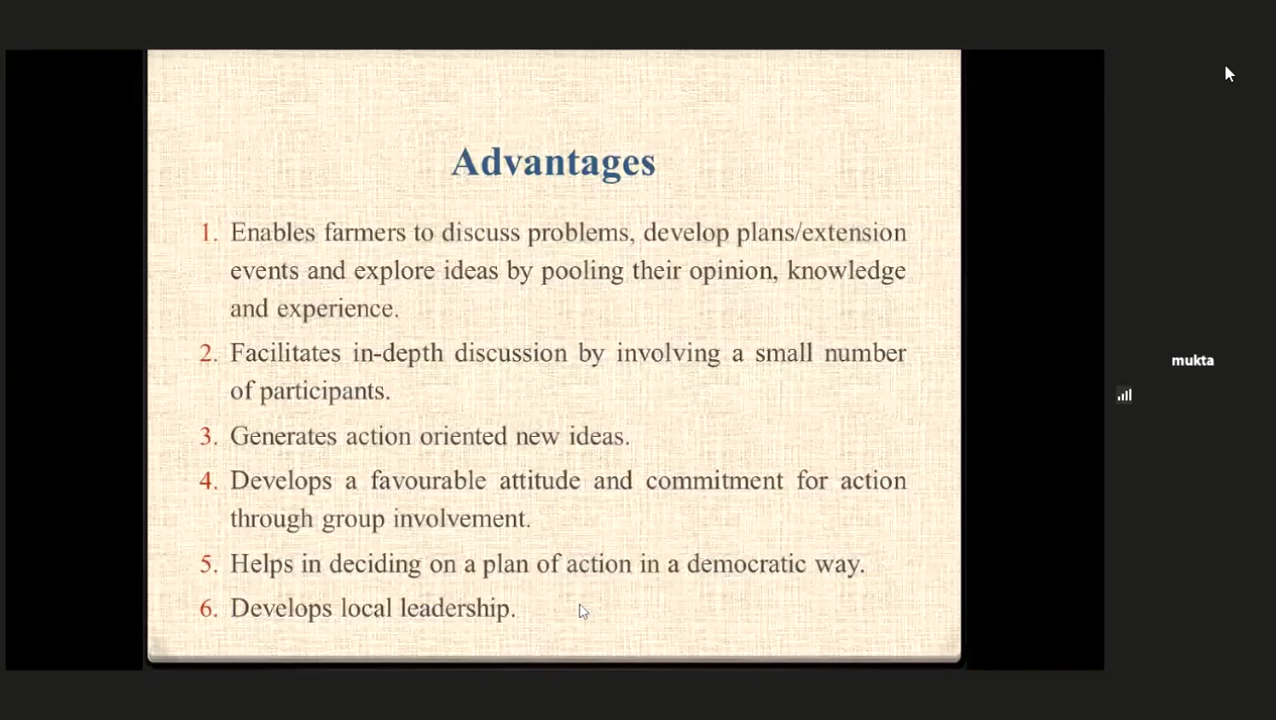 Advantages
1. Enables farmers to discuss problems, develop plans/extension
events and explore ideas by pooling their opinion, knowledge
and experience.
2. Facilitates in-depth discussion by involving a small number
of participants.
3. Generates action oriented new ideas.
4. Develops a favourable attitude and commitment for action
through group involvement.
5. Helps in deciding on a plan of action in a democratic way.
6. Develops local leadership.
mukta